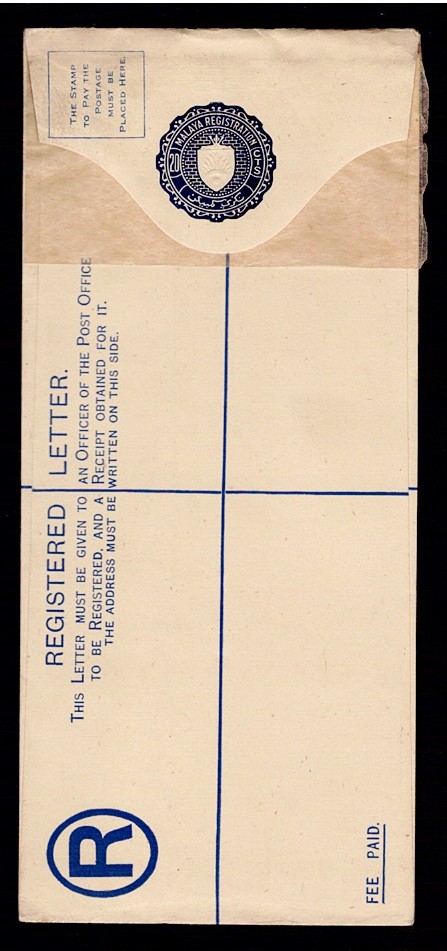 THE STAMP
TO PAY THE
POSTAGE
MUST BE
PLACED HERE.
MALAYA REGISTRATION
20 CTS.
REGISTERED LETTER.
THIS LETTER MUST BE GIVEN TO AN OFFICER OF THE POST OFFICE
TO BE REGISTERED, AND A RECEIPT OBTAINED FOR IT.
THE ADDRESS MUST BE WRITTEN ON THIS SIDE.
R
FEE PAID.